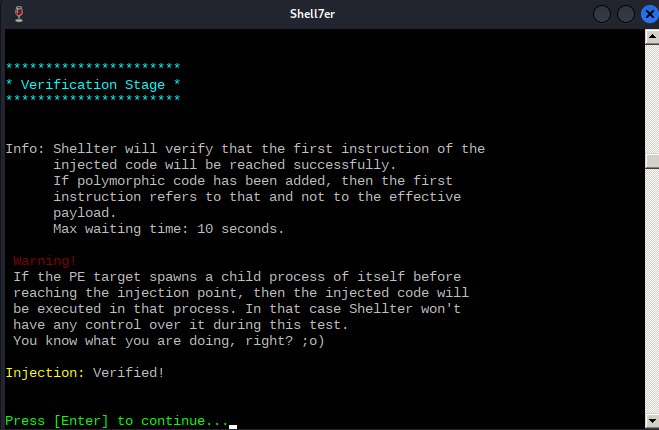 Shell7er
***********************
* Verification Stage *
***********************
Info: Shellter will verify that the first instruction of the
injected code will be reached successfully.
If polymorphic code has been added, then the first
instruction refers to that and not to the effective
payload.
Max waiting time: 10 seconds.
Warning!
If the PE target spawns a child process of itself before
reaching the injection point, then the injected code will
be executed in that process. In that case Shellter won't
have any control over it during this test.
You know what you are doing, right? ;o)
Injection: Verified!
Press [Enter] to continue...